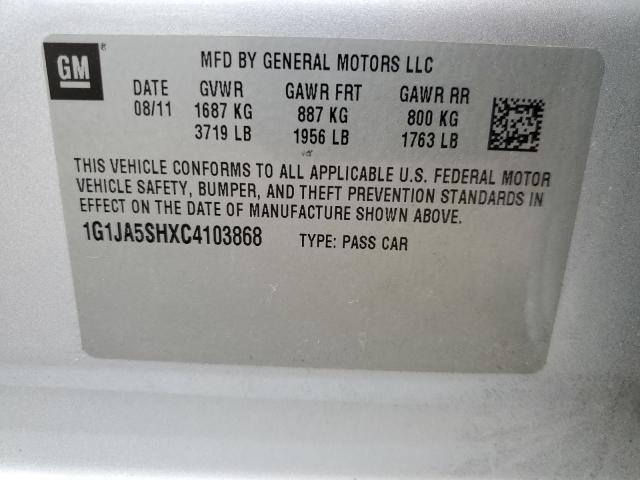 GM
MFD BY GENERAL MOTORS LLC
DATE GVWR GAWR FRT GAWR RR
08/11 1687 KG 887 KG 800 KG
3719 LB 1956 LB 1763 LB
THIS VEHICLE CONFORMS TO ALL APPLICABLE U.S. FEDERAL MOTOR
VEHICLE SAFETY, BUMPER, AND THEFT PREVENTION STANDARDS IN
EFFECT ON THE DATE OF MANUFACTURE SHOWN ABOVE.
1G1JA5SHXC4103868 TYPE: PASS CAR